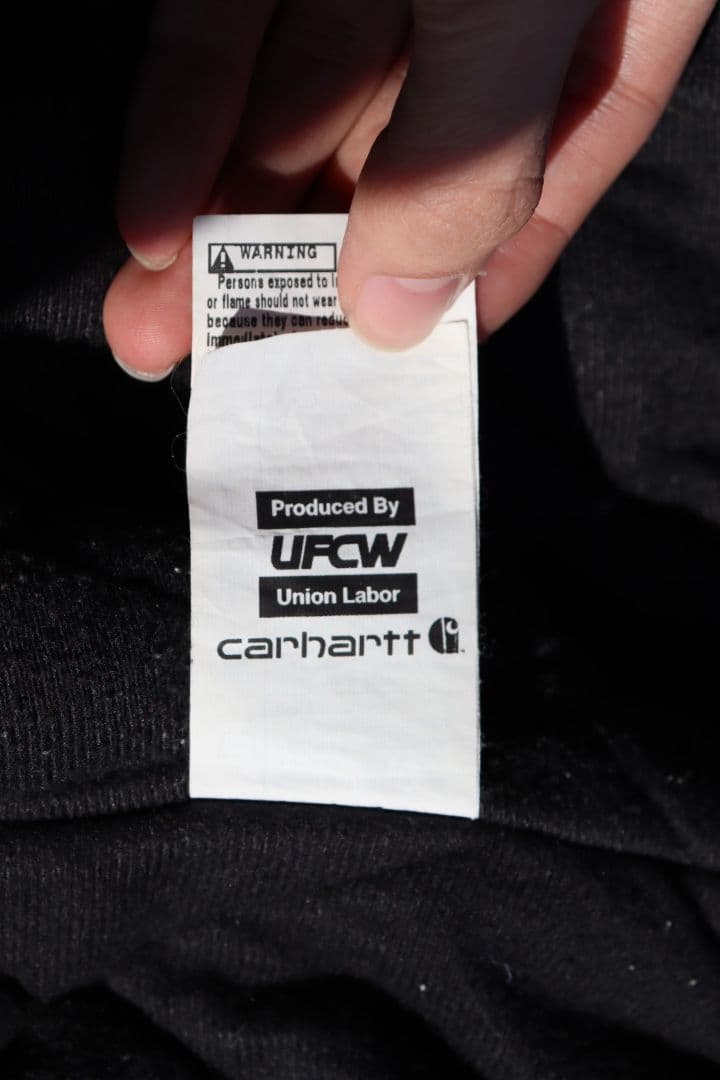 WARNING
Persons exposed to
or flame should not wear
because they can
Produced By
UFCW
Union Labor
carhartt